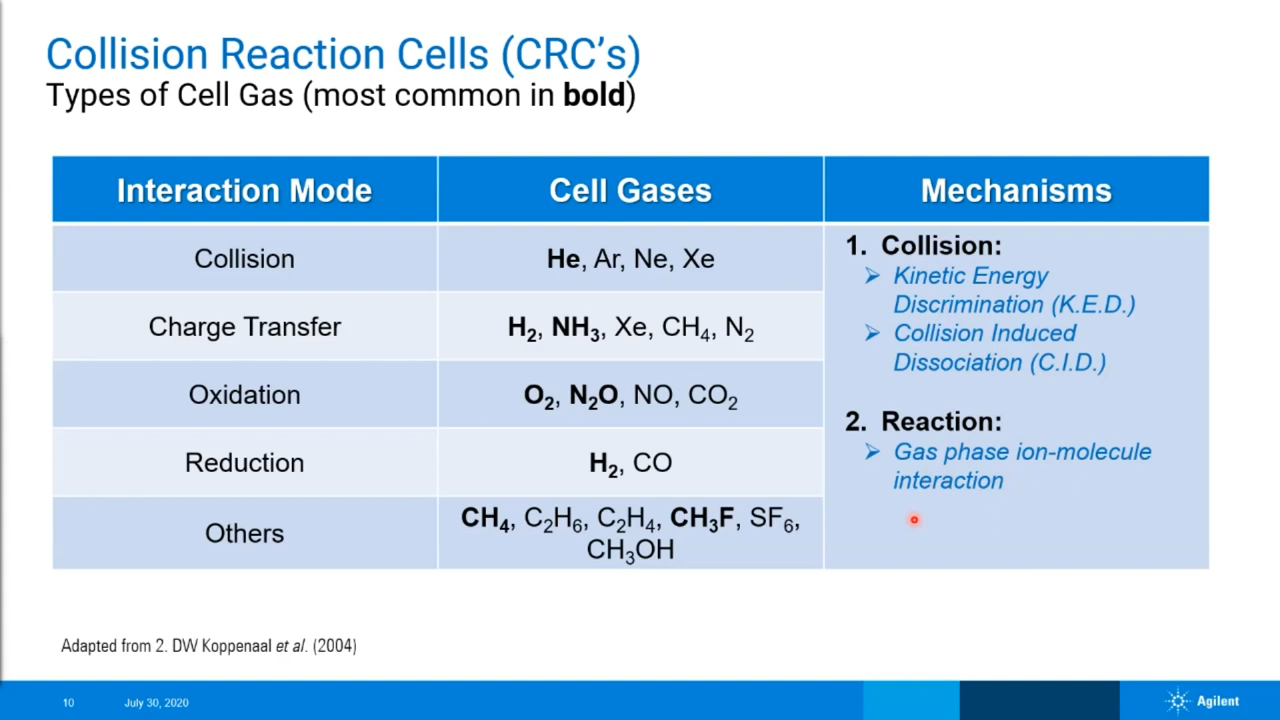 Collision Reaction Cells (CRC's)
Types of Cell Gas (most common in bold)
Interaction Mode
Cell Gases
Mechanisms
Collision
He, Ar, Ne, Xe
Charge Transfer
H₂, NH₃, Xe, CH₄, N₂
Oxidation
O₂, N₂O, NO, CO₂
Reduction
H₂, CO
Others
CH₄, C₂H₆, C₂H₄, CH₃F, SF₆,
CH₃OH
1. Collision:
➢ Kinetic Energy
Discrimination (K.E.D.)
➢ Collision Induced
Dissociation (C.I.D.)
2. Reaction:
➢ Gas phase ion-molecule
interaction
Adapted from 2. DW Koppenaal et al. (2004)
10
July 30, 2020
Agilent